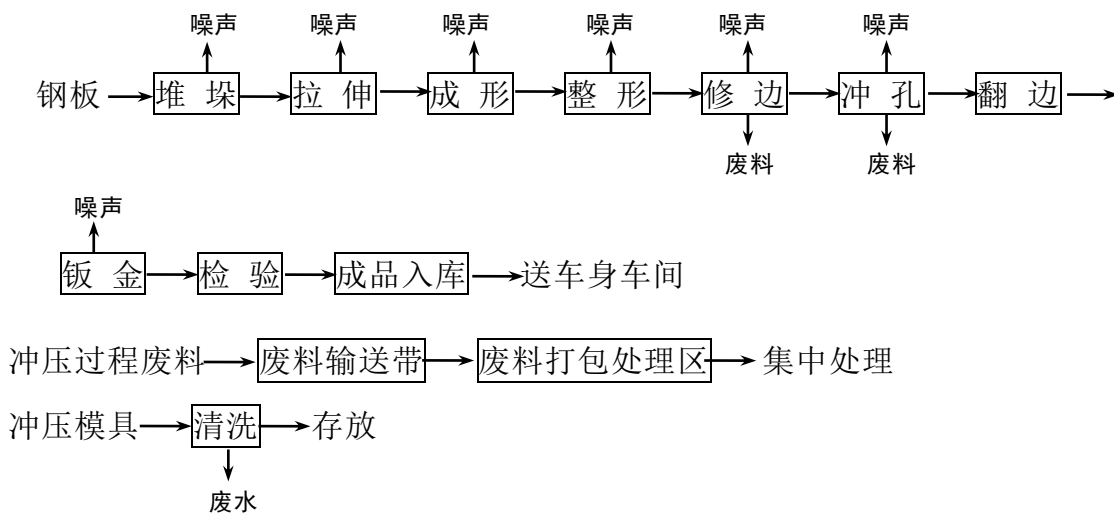 噪声 噪声 噪声 噪声 噪声 噪声
钢板 堆垛 拉伸 成形 整形 修边 冲孔 翻边
废料 废料
噪声
钣金 检验 成品入库 送车身车间
冲压过程废料 废料输送带 废料打包处理区 集中处理
冲压模具 清洗 存放
废水